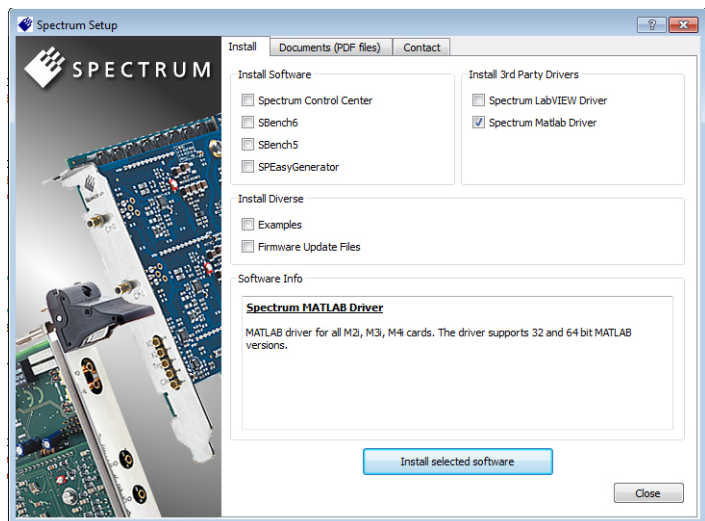 Spectrum Setup
SPECTRUM
Install
Documents (PDF files)
Contact
Install Software
Spectrum Control Center
SBench6
SBench5
SPEasyGenerator
Install 3rd Party Drivers
Spectrum LabVIEW Driver
Spectrum Matlab Driver
Install Diverse
Examples
Firmware Update Files
Software Info
Spectrum MATLAB Driver
MATLAB driver for all M2i, M3i, M4i cards. The driver supports 32 and 64 bit MATLAB
versions.
Install selected software
Close